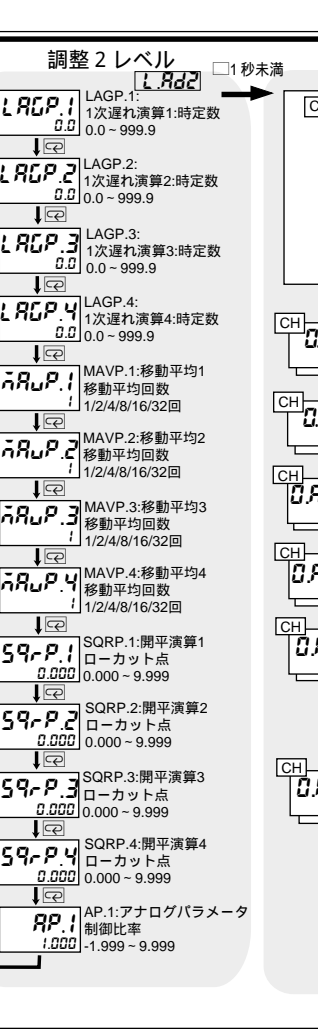 調整２レベル
L.Ad2
□1 秒未満
LAGP.1
0.0
LAGP.1:
1次遅れ演算1:時定数
0.0 ~ 999.9
LAGP.2
0.0
LAGP.2:
1次遅れ演算2:時定数
0.0 ~ 999.9
LAGP.3
0.0
LAGP.3:
1次遅れ演算3:時定数
0.0 ~ 999.9
LAGP.4
0.0
LAGP.4:
1次遅れ演算4:時定数
0.0 ~ 999.9
MAvP.1
1
MAVP.1:移動平均1
移動平均回数
1/2/4/8/16/32回
MAvP.2
1
MAVP.2:移動平均2
移動平均回数
1/2/4/8/16/32回
MAvP.3
1
MAVP.3:移動平均3
移動平均回数
1/2/4/8/16/32回
MAvP.4
1
MAVP.4:移動平均4
移動平均回数
1/2/4/8/16/32回
SQrP.1
0.000
SQRP.1:開平演算1
ローカット点
0.000 ~ 9.999
SQrP.2
0.000
SQRP.2:開平演算2
ローカット点
0.000 ~ 9.999
SQrP.3
0.000
SQRP.3:開平演算3
ローカット点
0.000 ~ 9.999
SQrP.4
0.000
SQRP.4:開平演算4
ローカット点
0.000 ~ 9.999
AP.1
1.000
AP.1:アナログパラメータ
制御比率
-1.999 ~ 9.999
CH
CH
CH
CH
CH
CH